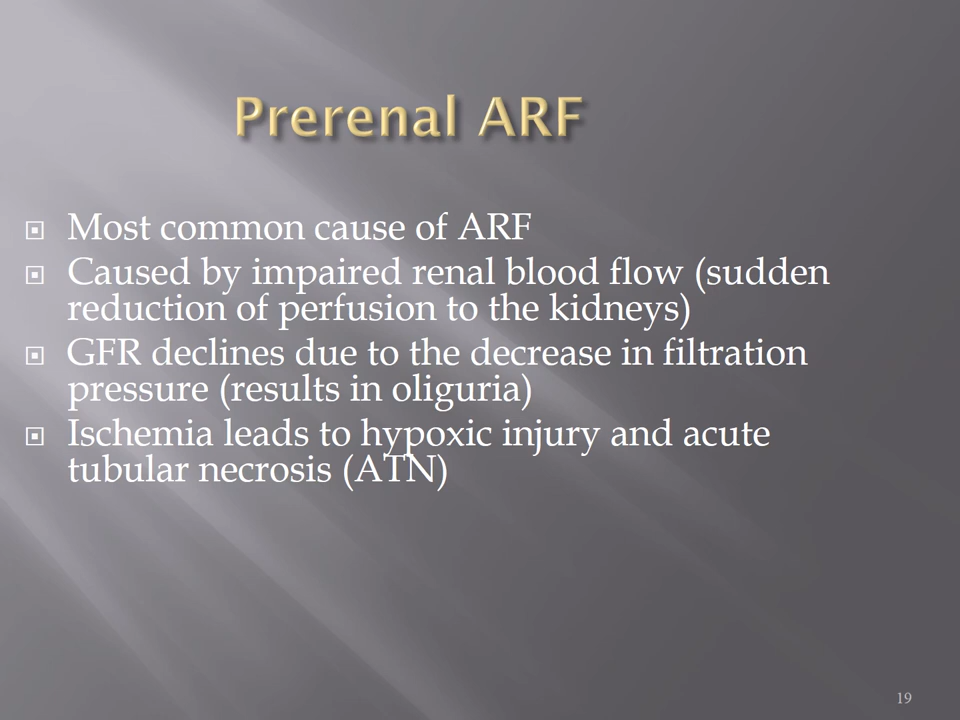 Prerenal ARF
Most common cause of ARF
Caused by impaired renal blood flow (sudden
reduction of perfusion to the kidneys)
GFR declines due to the decrease in filtration
pressure (results in oliguria)
Ischemia leads to hypoxic injury and acute
tubular necrosis (ATN)
19